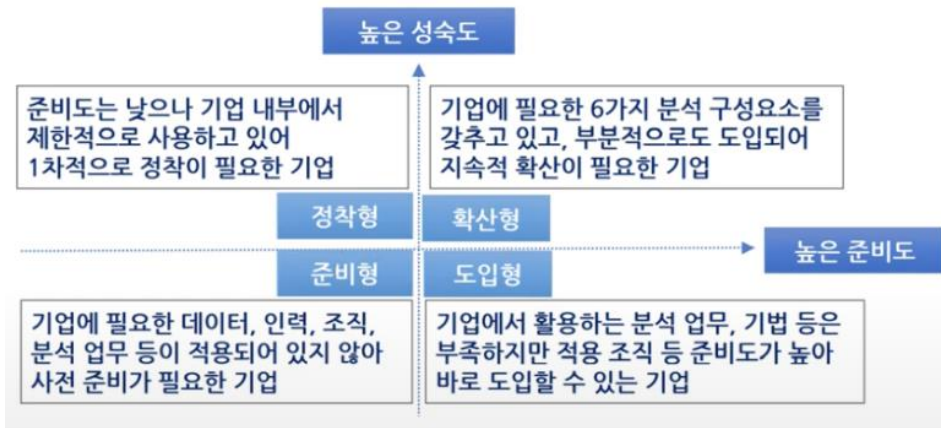 높은 성숙도
준비도는 낮으나 기업 내부에서
제한적으로 사용하고 있어
1차적으로 정착이 필요한 기업
기업에 필요한 6가지 분석 구성요소를
갖추고 있고, 부분적으로도 도입되어
지속적 확산이 필요한 기업
정착형
확산형
높은 준비도
준비형
도입형
기업에 필요한 데이터, 인력, 조직,
분석 업무 등이 적용되어 있지 않아
사전 준비가 필요한 기업
기업에서 활용하는 분석 업무, 기법 등은
부족하지만 적용 조직 등 준비도가 높아
바로 도입할 수 있는 기업